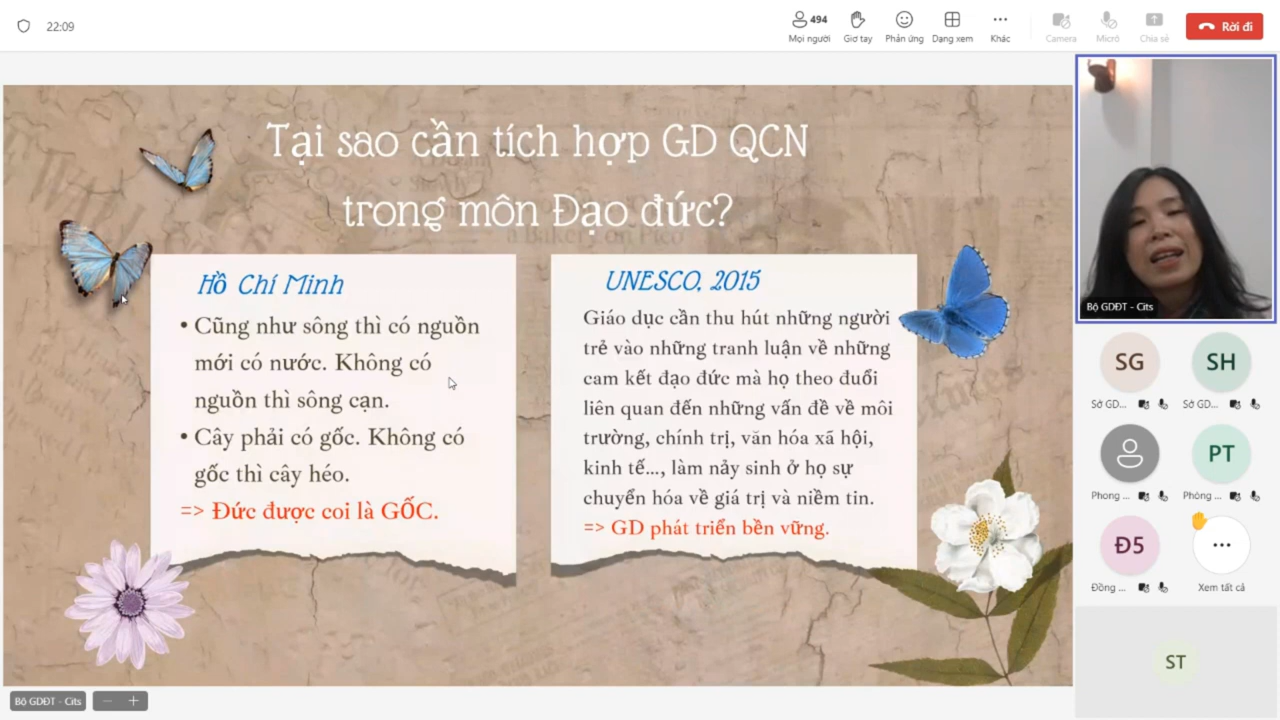 22:09
494
Mọi người
Giơ tay
Phản ứng
Dạng xem
Khác
Camera
Micrô
Chia sẻ
Rời đi
Tại sao cần tích hợp GD QCN
trong môn Đạo đức?
Hồ Chí Minh
• Cũng như sông thì có nguồn
mới có nước. Không có
nguồn thì sông cạn.
• Cây phải có gốc. Không có
gốc thì cây héo.
=> Đức được coi là GỐC.
UNESCO, 2015
Giáo dục cần thu hút những người
trẻ vào những tranh luận về những
cam kết đạo đức mà họ theo đuổi
liên quan đến những vấn đề về môi
trường, chính trị, văn hóa xã hội,
kinh tế..., làm nảy sinh ở họ sự
chuyển hóa về giá trị và niềm tin.
=> GD phát triển bền vững.
Bộ GDĐT - Cits
SG
SH
Sở GD...
Sở GD...
PT
Phong ...
Phòng ...
Đ5
Đồng ...
Xem tất cả
ST
Bộ GDĐT - Cits